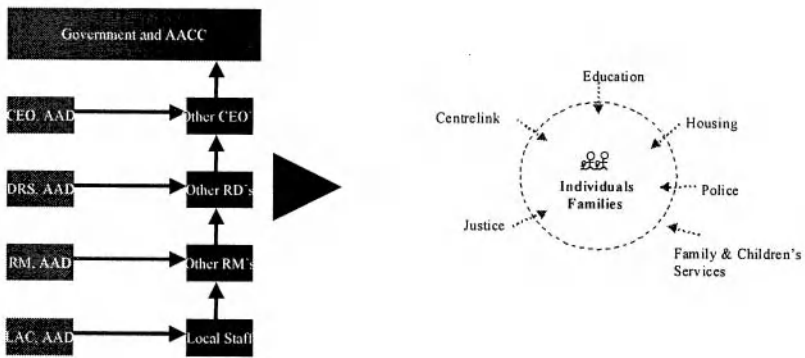 Government and AACC
CEO, AAD
Other CEO's
DRS, AAD
Other RD's
RM, AAD
Other RM's
LAC, AAD
Local Staff
Education
Centrelink
Housing
Individuals
Families
Police
Justice
Family & Children's
Services